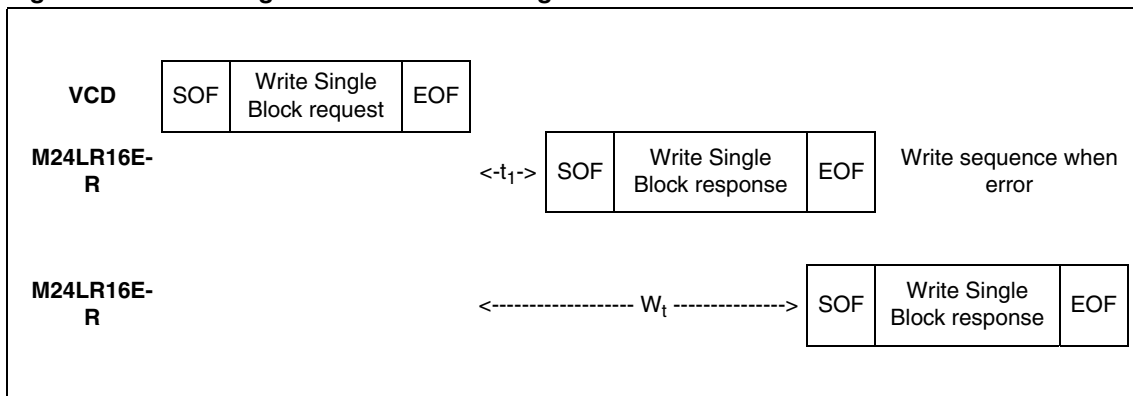 VCD SOF Write Single Block request EOF
M24LR16E-R <-t1-> SOF Write Single Block response EOF Write sequence when error
M24LR16E-R <------------------- Wt ---------------> SOF Write Single Block response EOF